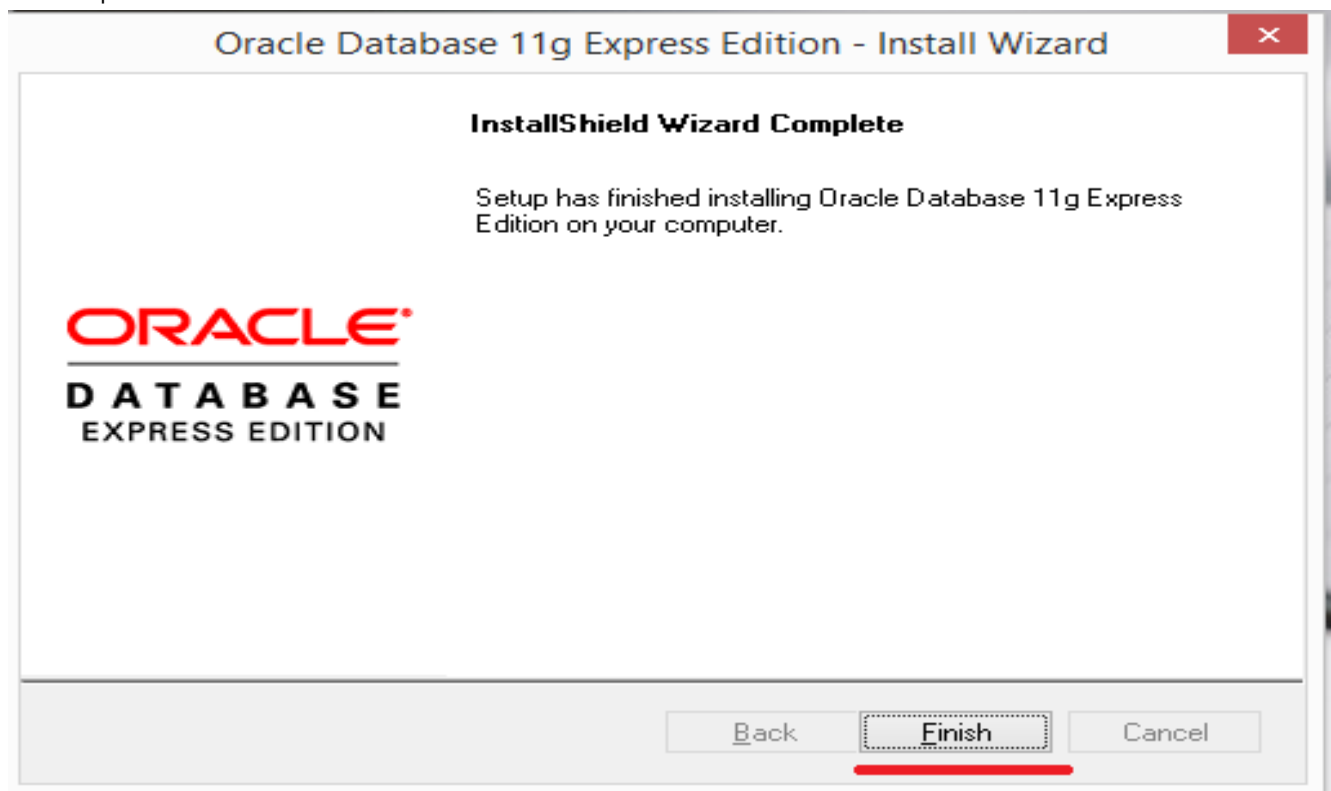 Oracle Database 11g Express Edition - Install Wizard
InstallShield Wizard Complete
Setup has finished installing Oracle Database 11g Express
Edition on your computer.
ORACLE
DATABASE
EXPRESS EDITION
Back Finish Cancel